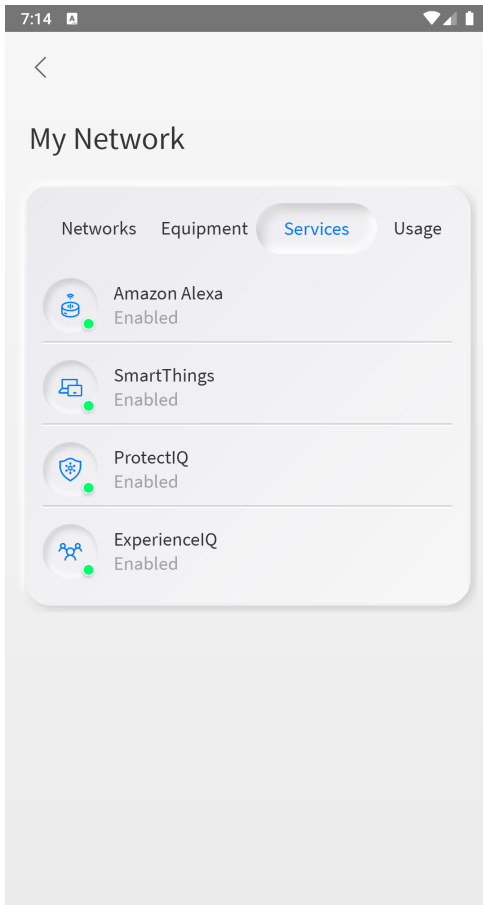 7:14 A
My Network
Networks Equipment Services Usage
Amazon Alexa
Enabled
SmartThings
Enabled
ProtectIQ
Enabled
ExperienceIQ
Enabled